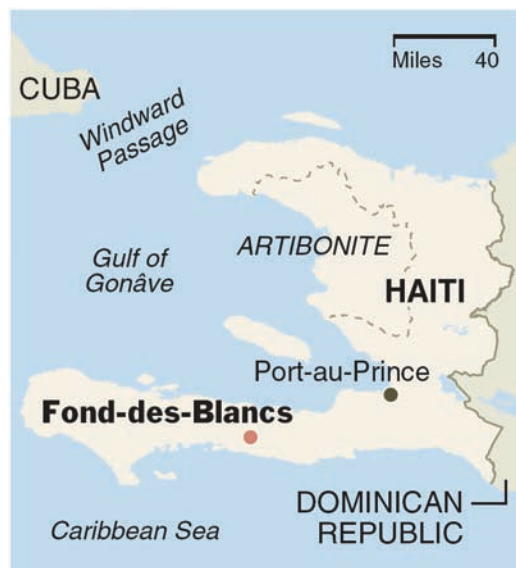 Miles 40
CUBA
Windward
Passage
ARTIBONITE
Gulf of
Gonâve
HAITI
Port-au-Prince
Fond-des-Blancs
DOMINICAN
REPUBLIC
Caribbean Sea